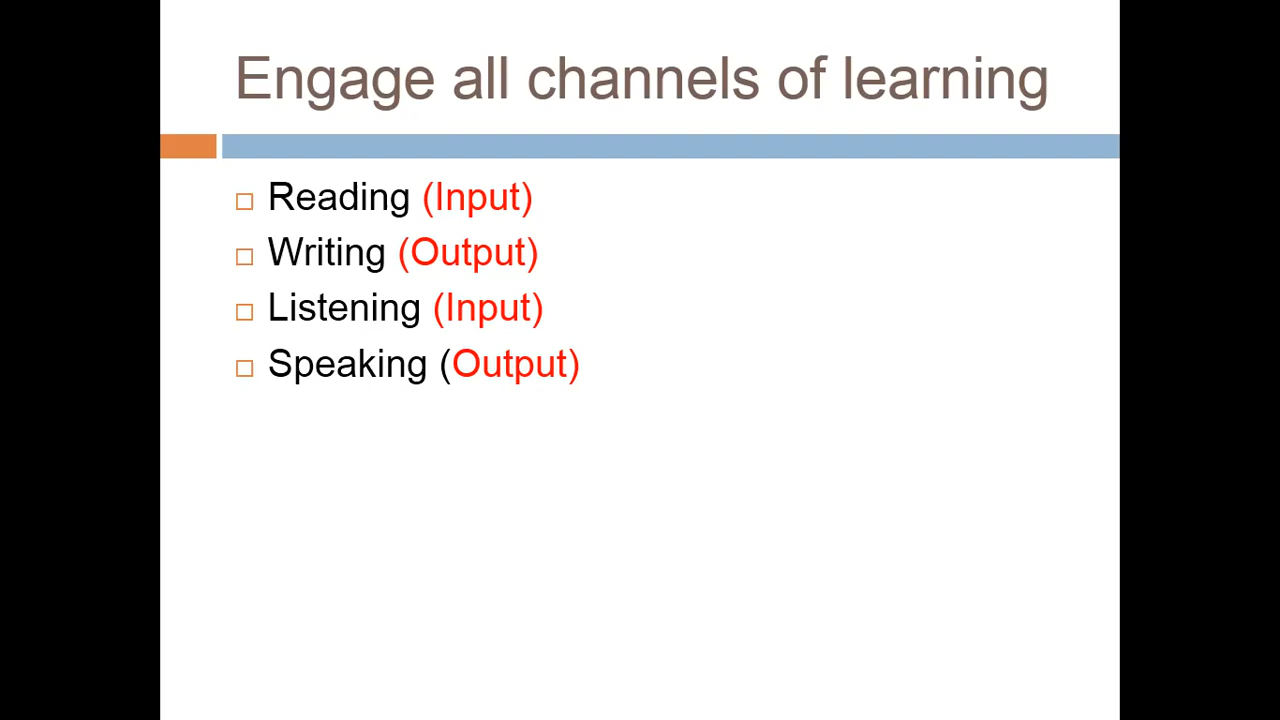 Engage all channels of learning
Reading (Input)
Writing (Output)
Listening (Input)
Speaking (Output)